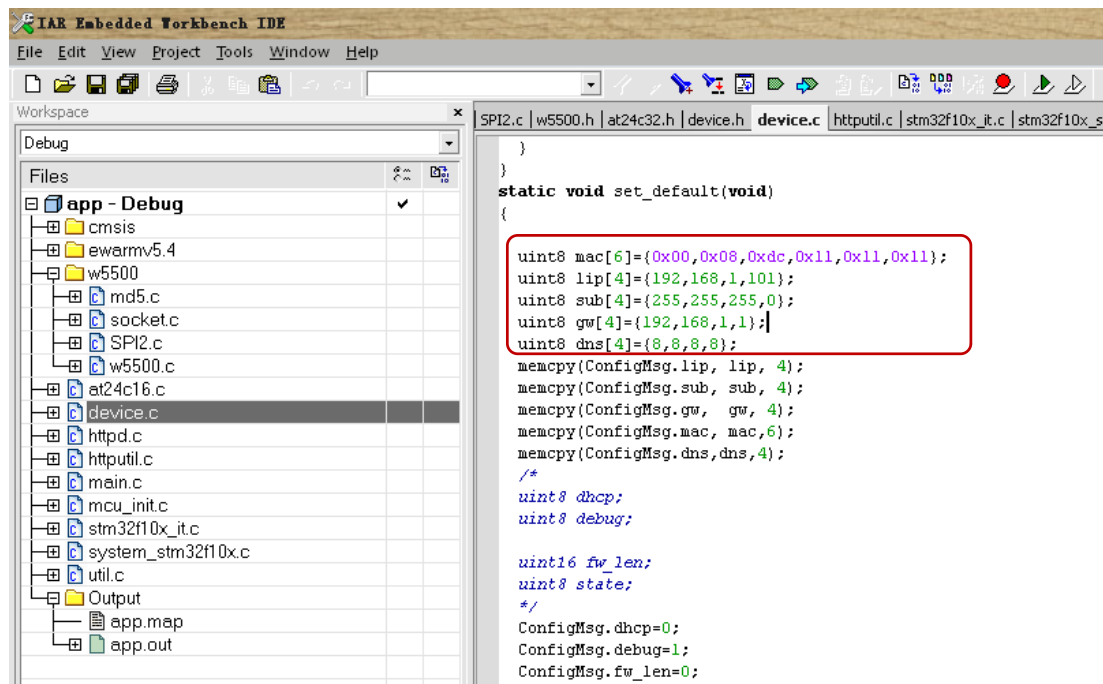 IAR Embedded Workbench IDE
File Edit View Project Tools Window Help
Workspace
Debug
Files
app - Debug
cmsis
ewarmv5.4
w5500
md5.c
socket.c
SPI2.c
w5500.c
at24c16.c
device.c
httpd.c
httputil.c
main.c
mcu_init.c
stm32f10x_it.c
system_stm32f10x.c
util.c
Output
app.map
app.out
SPI2.c | w5500.h | at24c32.h | device.h device.c httputil.c | stm32f10x_it.c | stm32f10x_s
}
}
static void set_default(void)
{
uint8 mac[6]={0x00,0x08,0xdc,0x11,0x11,0x11};
uint8 lip[4]={192,168,1,101};
uint8 sub[4]={255,255,255,0};
uint8 gw[4]={192,168,1,1};
uint8 dns[4]={8,8,8,8};
memcpy(ConfigMsg.lip, lip, 4);
memcpy(ConfigMsg.sub, sub, 4);
memcpy(ConfigMsg.gw,  gw, 4);
memcpy(ConfigMsg.mac, mac,6);
memcpy(ConfigMsg.dns,dns,4);
/*
uint8 dhcp;
uint8 debug;
uint16 fw_len;
uint8 state;
*/
ConfigMsg.dhcp=0;
ConfigMsg.debug=1;
ConfigMsg.fw_len=0;